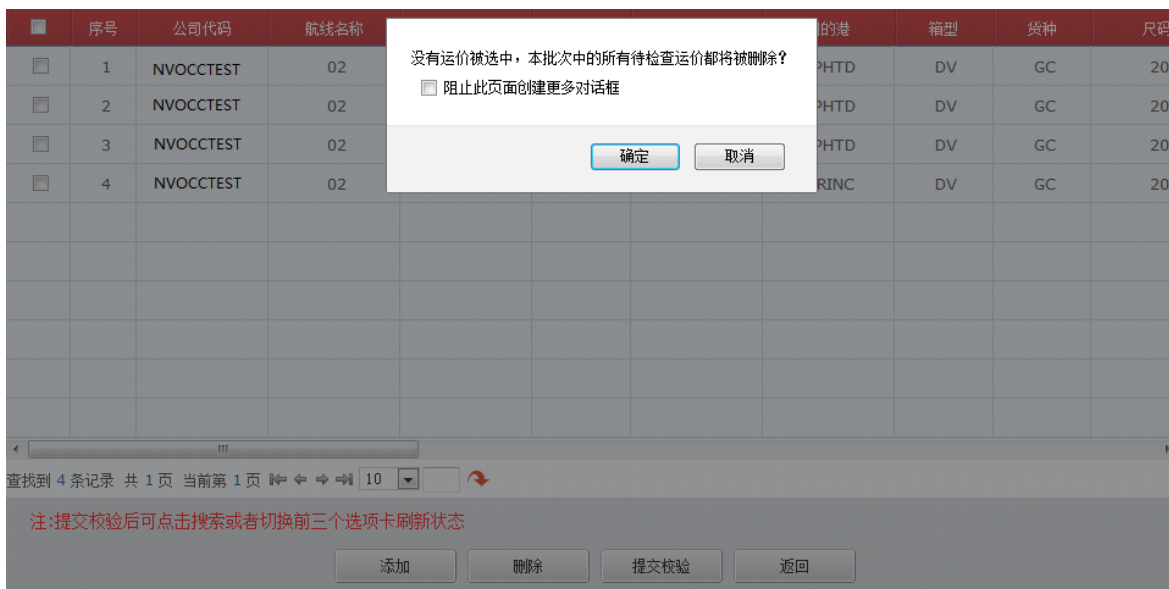 序号 公司代码 航线名称 的港 箱型 货种 尺码
没有运价被选中，本批次中的所有待检查运价都将被删除？
阻止此页面创建更多对话框
确定 取消
1 NVOCCTEST 02 PHTD DV GC 20
2 NVOCCTEST 02 PHTD DV GC 20
3 NVOCCTEST 02 PHTD DV GC 20
4 NVOCCTEST 02 RINC DV GC 20
查找到 4 条记录 共 1 页 当前第 1 页 10
注:提交校验后可点击搜索或者切换前三个选项卡刷新状态
添加 删除 提交校验 返回